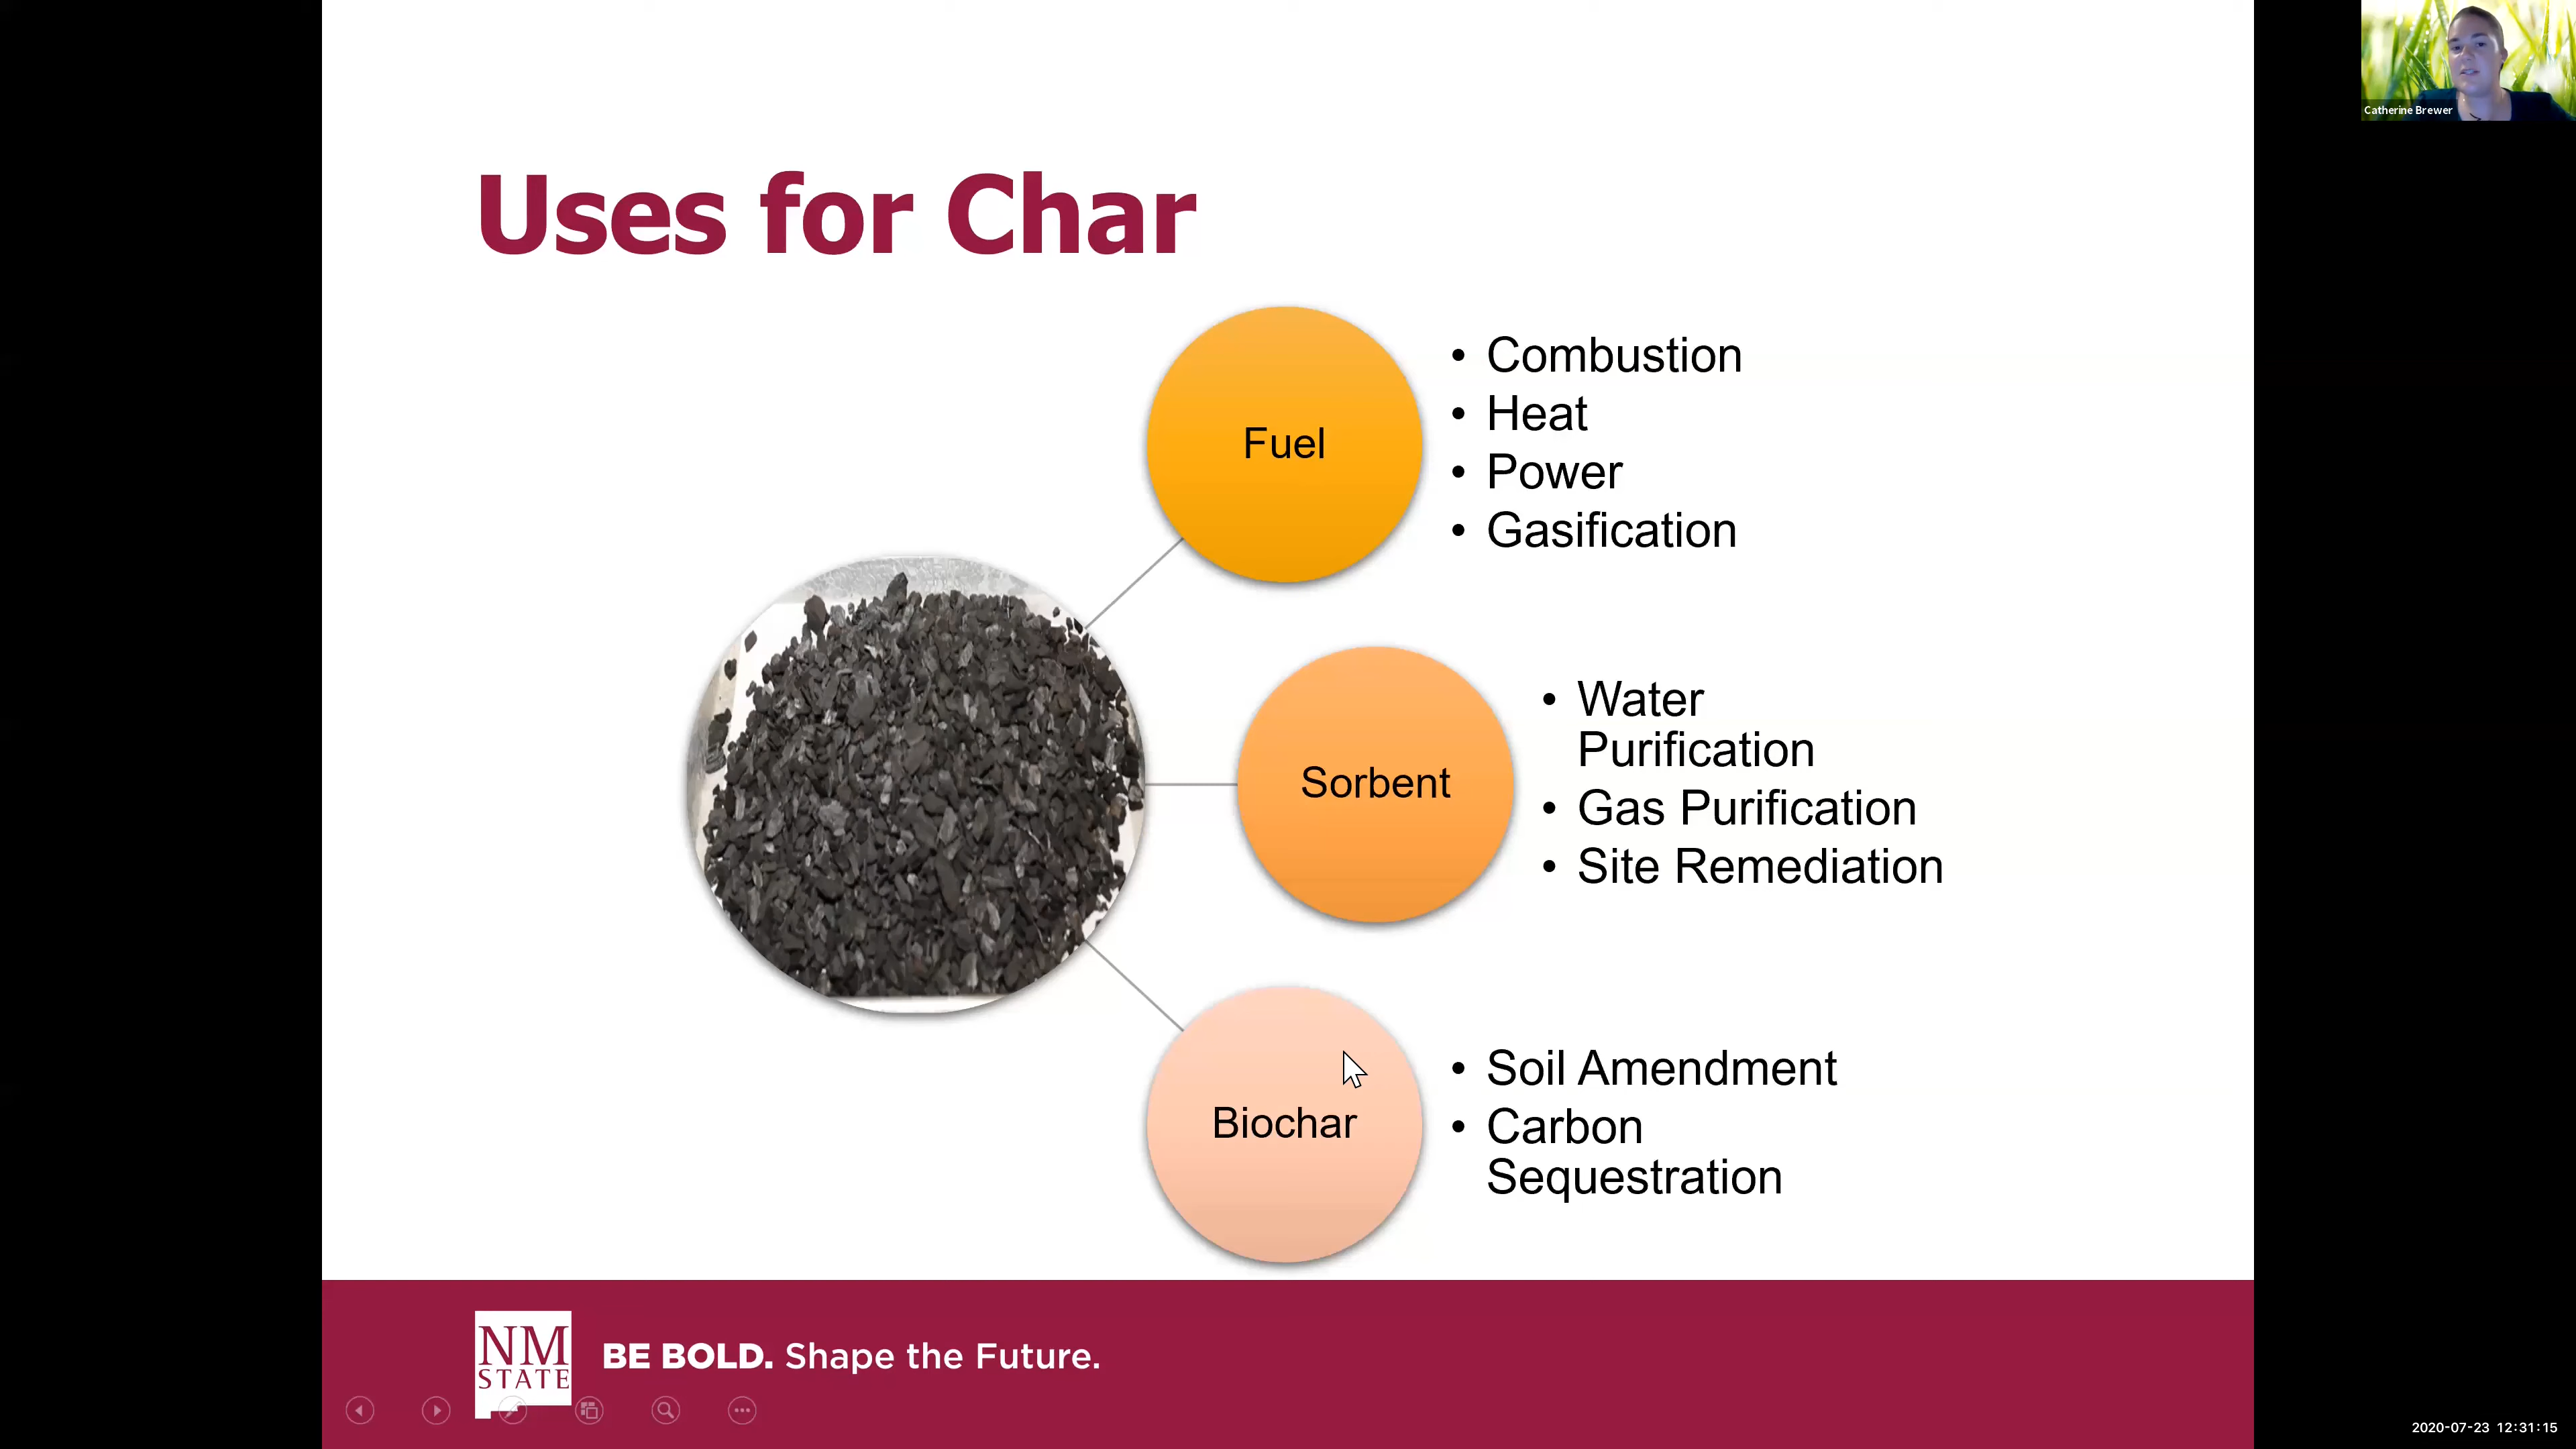 Catherine Brewer
Uses for Char
Fuel
• Combustion
• Heat
• Power
• Gasification
Sorbent
• Water
Purification
• Gas Purification
• Site Remediation
Biochar
• Soil Amendment
• Carbon
Sequestration
NM
STATE
BE BOLD. Shape the Future.
2020-07-23 12:31:15